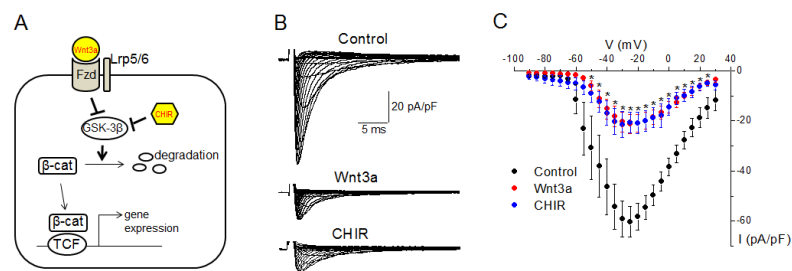 A
Wnt3a
Fzd
Lrp5/6
GSK-3β
CHIR
β-cat
degradation
β-cat
TCF
gene
expression
B
Control
20 pA/pF
5 ms
Wnt3a
CHIR
C
V (mV)
-100 -80 -60 -40 -20 0 20 40
0
-20
-40
-60
I (pA/pF)
* * * * * * * * * * * * * * *
Control
Wnt3a
CHIR